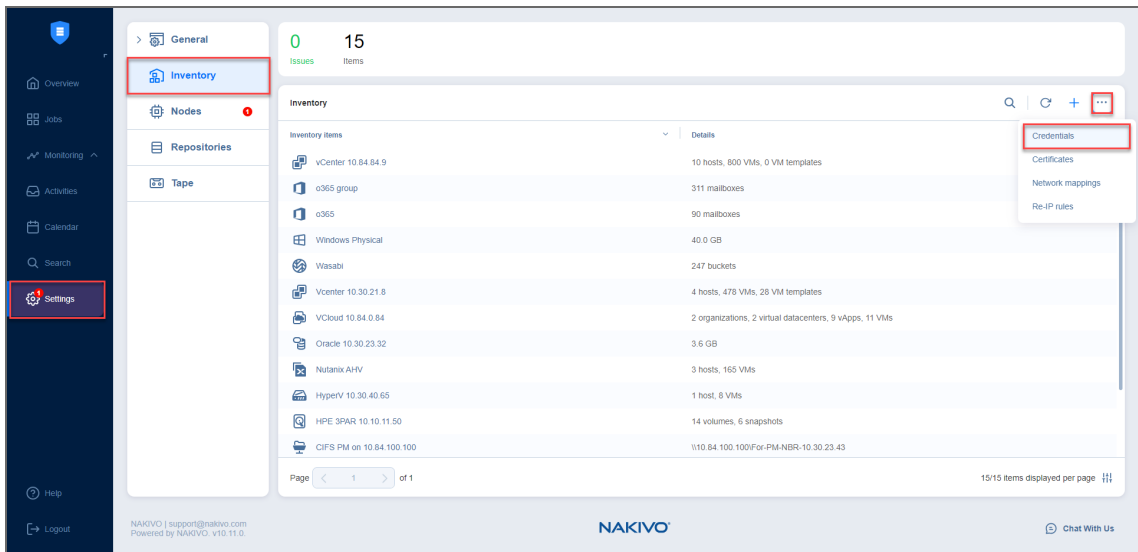 Overview
Jobs
Monitoring
Activities
Calendar
Search
1
Settings
Help
Logout
General
Inventory
Nodes
1
Repositories
Tape
0
Issues
15
Items
Inventory
Inventory items
Details
vCenter 10.84.84.9
10 hosts, 800 VMs, 0 VM templates
o365 group
311 mailboxes
o365
90 mailboxes
Windows Physical
40.0 GB
Wasabi
247 buckets
Vcenter 10.30.21.8
4 hosts, 478 VMs, 28 VM templates
VCloud 10.84.0.84
2 organizations, 2 virtual datacenters, 9 vApps, 11 VMs
Oracle 10.30.23.32
3.6 GB
Nutanix AHV
3 hosts, 165 VMs
HyperV 10.30.40.65
1 host, 8 VMs
HPE 3PAR 10.10.11.50
14 volumes, 6 snapshots
CIFS PM on 10.84.100.100
\\10.84.100.100\For-PM-NBR-10.30.23.43
Credentials
Certificates
Network mappings
Re-IP rules
Page
1
of 1
15/15 items displayed per page
NAKIVO | support@nakivo.com
Powered by NAKIVO. v10.11.0.
NAKIVO
Chat With Us